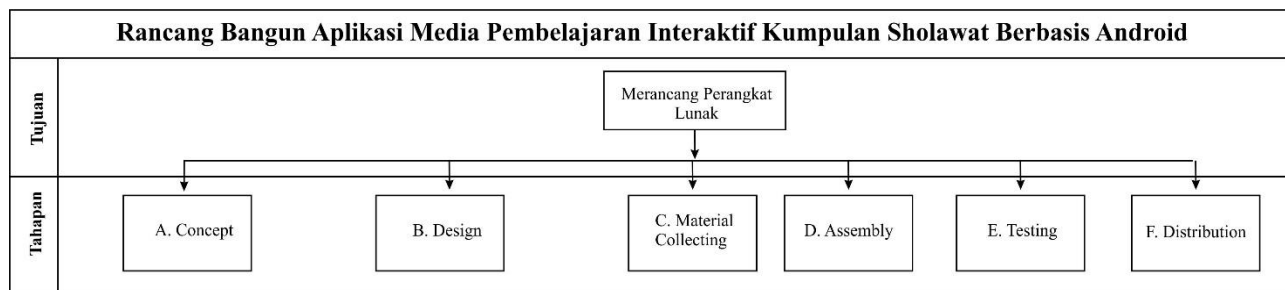 Rancang Bangun Aplikasi Media Pembelajaran Interaktif Kumpulan Sholawat Berbasis Android
Tujuan
Merancang Perangkat
Lunak
Tahapan
A. Concept
B. Design
C. Material
Collecting
D. Assembly
E. Testing
F. Distribution